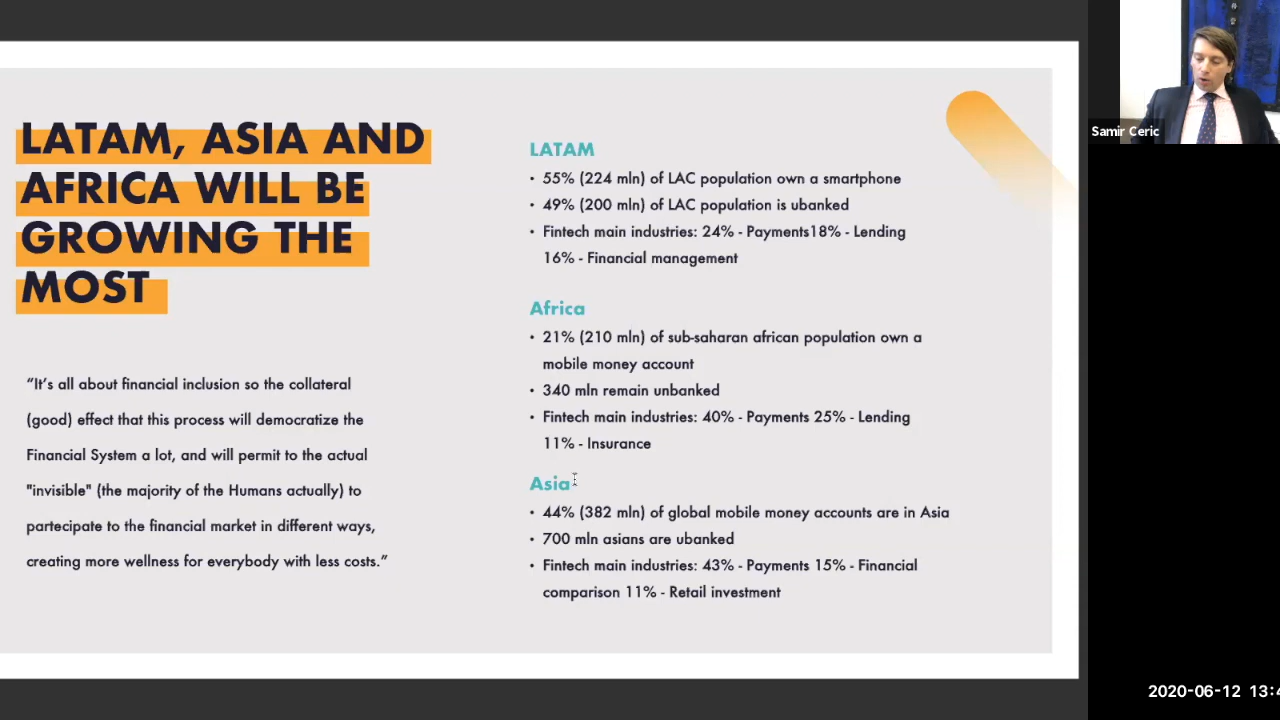 LATAM, ASIA AND
AFRICA WILL BE
GROWING THE
MOST
“It’s all about financial inclusion so the collateral
(good) effect that this process will democratize the
Financial System a lot, and will permit to the actual
"invisible" (the majority of the Humans actually) to
partecipate to the financial market in different ways,
creating more wellness for everybody with less costs.”
LATAM
• 55% (224 mln) of LAC population own a smartphone
• 49% (200 mln) of LAC population is ubanked
• Fintech main industries: 24% - Payments18% - Lending
16% - Financial management
Africa
• 21% (210 mln) of sub-saharan african population own a
mobile money account
• 340 mln remain unbanked
• Fintech main industries: 40% - Payments 25% - Lending
11% - Insurance
Asia
• 44% (382 mln) of global mobile money accounts are in Asia
• 700 mln asians are ubanked
• Fintech main industries: 43% - Payments 15% - Financial
comparison 11% - Retail investment
Samir Ceric
2020-06-12 13:4